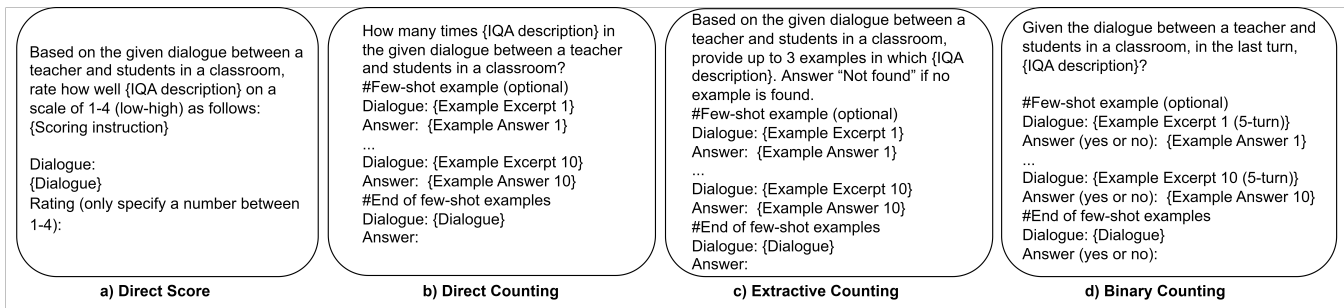 Based on the given dialogue between a
teacher and students in a classroom,
rate how well {IQA description} on a
scale of 1-4 (low-high) as follows:
{Scoring instruction}
Dialogue:
{Dialogue}
Rating (only specify a number between
1-4):
a) Direct Score
How many times {IQA description} in
the given dialogue between a teacher
and students in a classroom?
#Few-shot example (optional)
Dialogue: {Example Excerpt 1}
Answer: {Example Answer 1}
...
Dialogue: {Example Excerpt 10}
Answer: {Example Answer 10}
#End of few-shot examples
Dialogue: {Dialogue}
Answer:
b) Direct Counting
Based on the given dialogue between a
teacher and students in a classroom,
provide up to 3 examples in which {IQA
description}. Answer “Not found” if no
example is found.
#Few-shot example (optional)
Dialogue: {Example Excerpt 1}
Answer: {Example Answer 1}
...
Dialogue: {Example Excerpt 10}
Answer: {Example Answer 10}
#End of few-shot examples
Dialogue: {Dialogue}
Answer:
c) Extractive Counting
Given the dialogue between a teacher and
students in a classroom, in the last turn,
{IQA description}?
#Few-shot example (optional)
Dialogue: {Example Excerpt 1 (5-turn)}
Answer (yes or no): {Example Answer 1}
...
Dialogue: {Example Excerpt 10 (5-turn)}
Answer (yes or no): {Example Answer 10}
#End of few-shot examples
Dialogue: {Dialogue}
Answer (yes or no):
d) Binary Counting